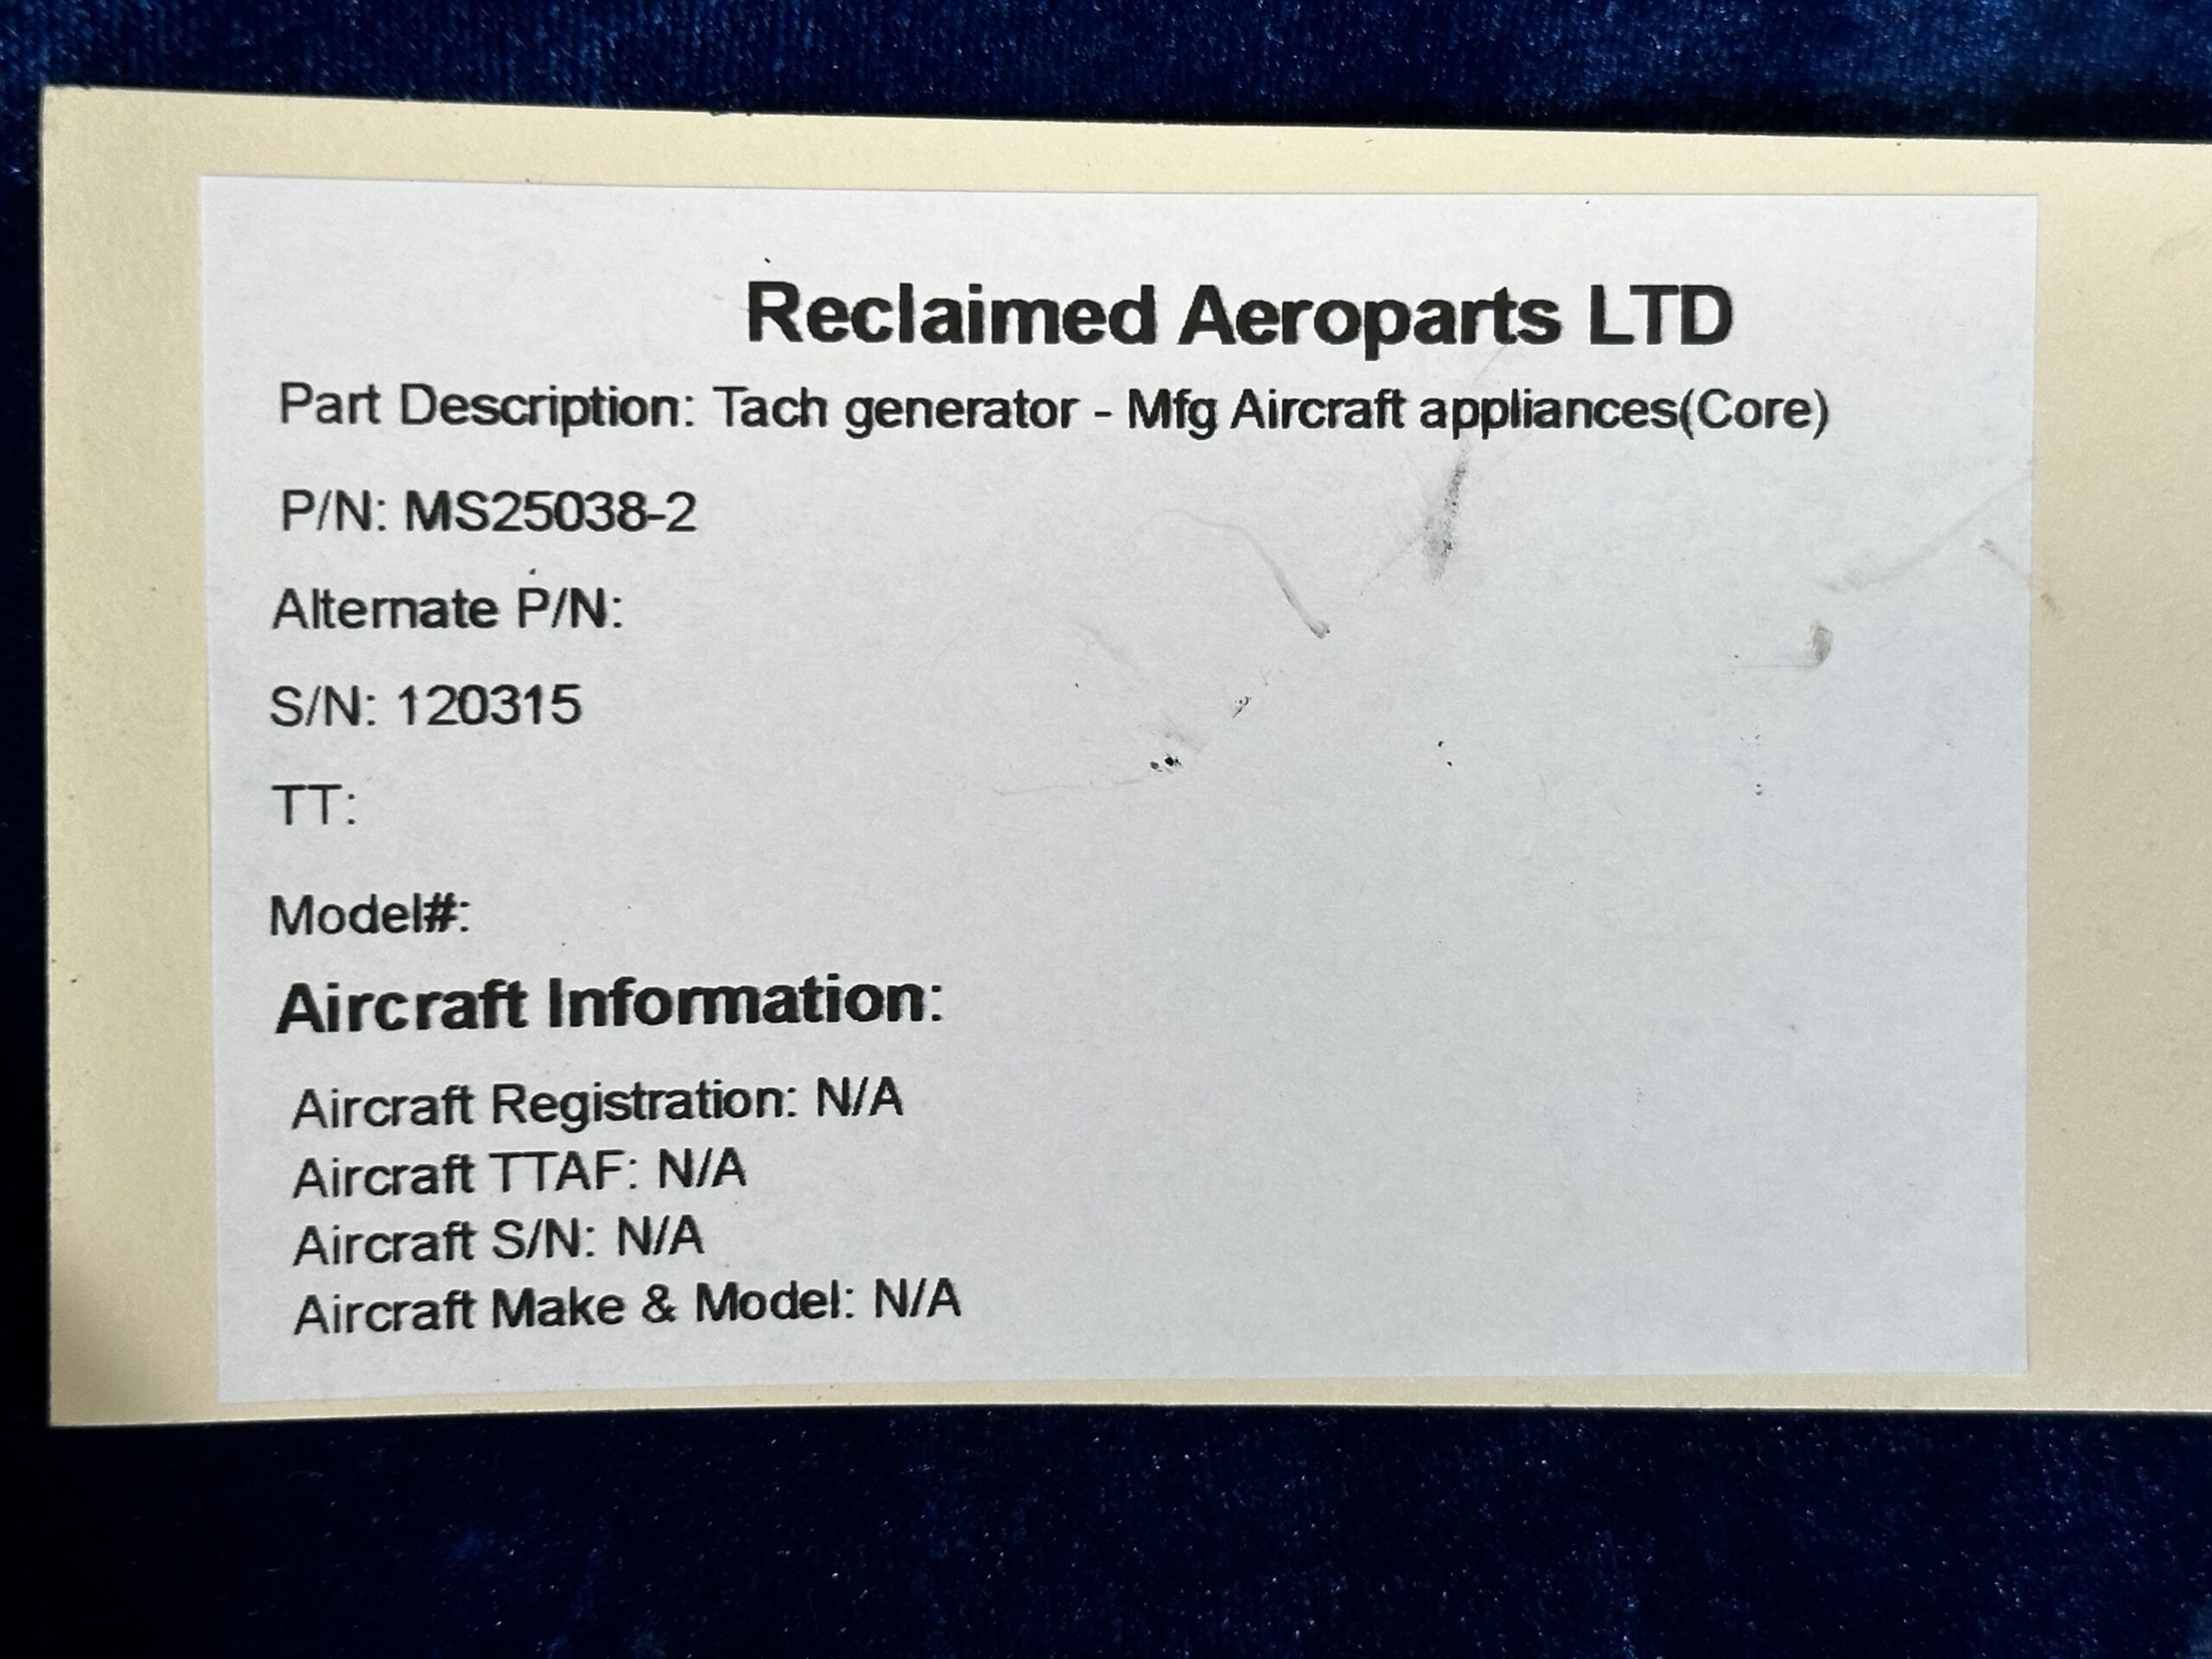 Reclaimed Aeroparts LTD
Part Description: Tach generator - Mfg Aircraft appliances(Core)
P/N: MS25038-2
Alternate P/N:
S/N: 120315
TT:
Model#:
Aircraft Information:
Aircraft Registration: N/A
Aircraft TTAF: N/A
Aircraft S/N: N/A
Aircraft Make & Model: N/A